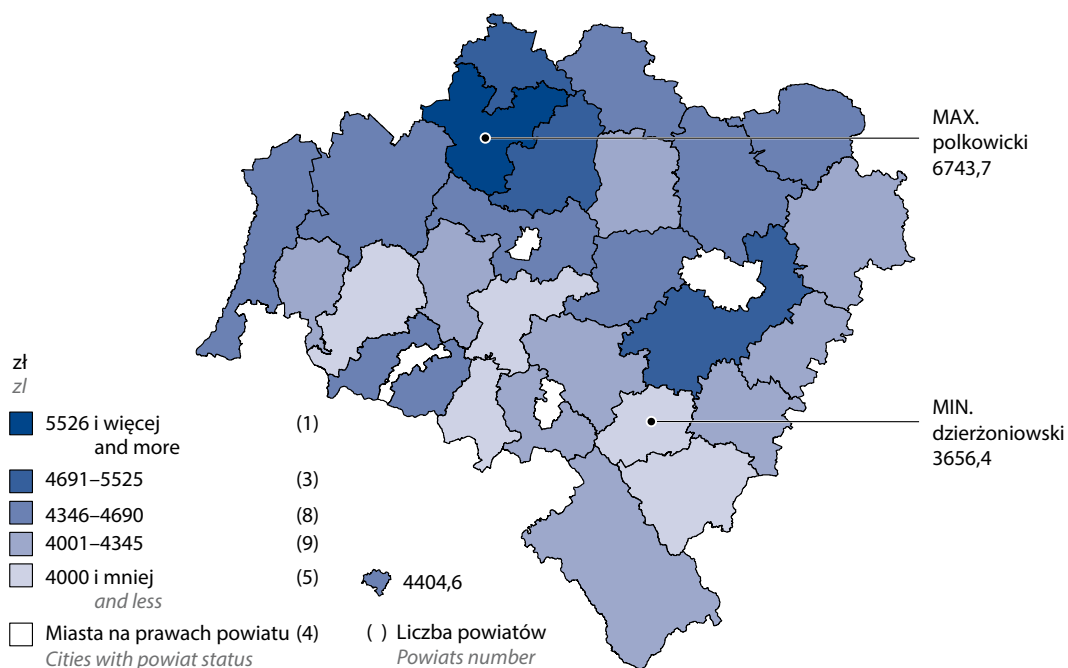 MAX.
polkowicki
6743,7
MIN.
dzierżoniowski
3656,4
zł
zl
5526 i więcej (1)
and more
4691–5525 (3)
4346–4690 (8)
4001–4345 (9)
4000 i mniej (5)
and less
4404,6
Miasta na prawach powiatu (4)
Cities with powiat status
( ) Liczba powiatów
Powiats number